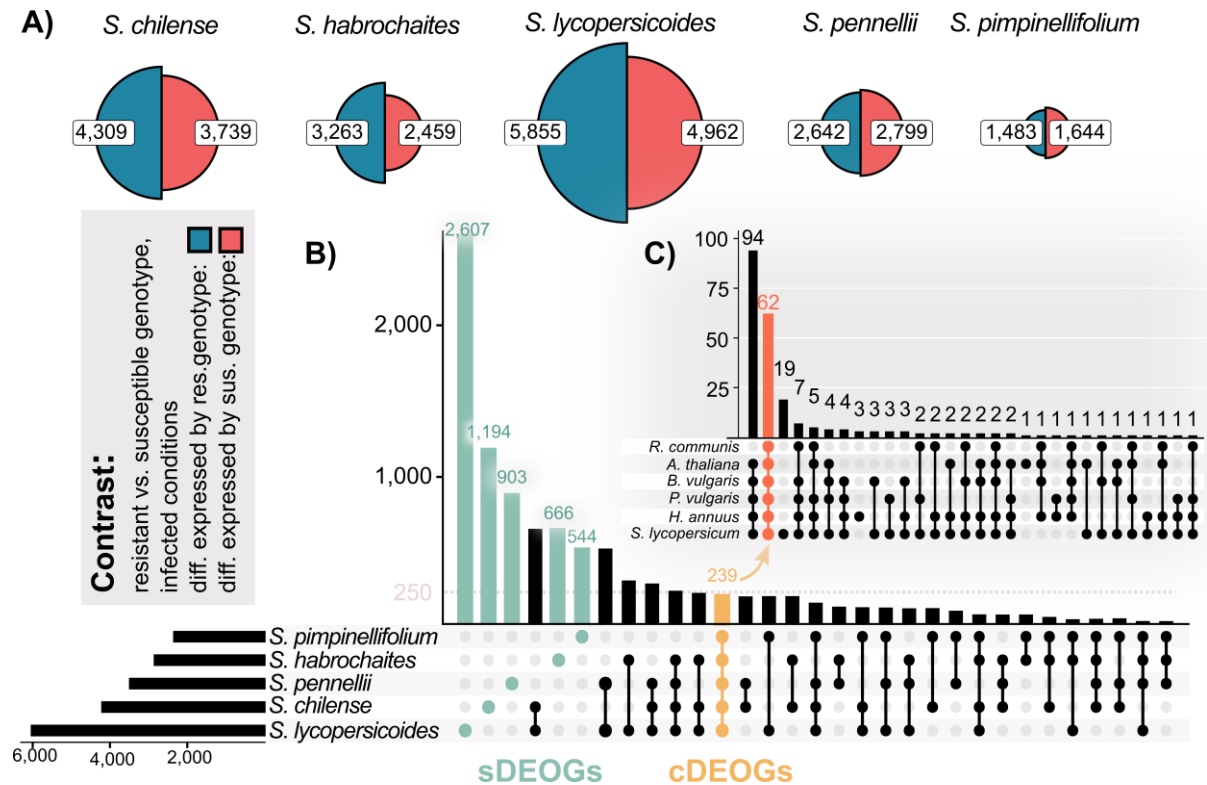 A)
S. chilense
S. habrochaites
S. lycopersicoides
S. pennellii
S. pimpinellifolium
4,309
3,739
3,263
2,459
5,855
4,962
2,642
2,799
1,483
1,644
Contrast:
resistant vs. susceptible genotype,
infected conditions
diff. expressed by res.genotype:
diff. expressed by sus. genotype:
B)
2,607
2,000
1,194
1,000
903
666
544
250
239
S. pimpinellifolium
S. habrochaites
S. pennellii
S. chilense
S. lycopersicoides
6,000
4,000
2,000
sDEOGs
cDEOGs
C)
100
75
50
25
94
62
19
7
5
4
4
3
3
3
3
2
2
2
2
2
2
2
1
1
1
1
1
1
1
1
1
1
1
R. communis
A. thaliana
B. vulgaris
P. vulgaris
H. annuus
S. lycopersicum